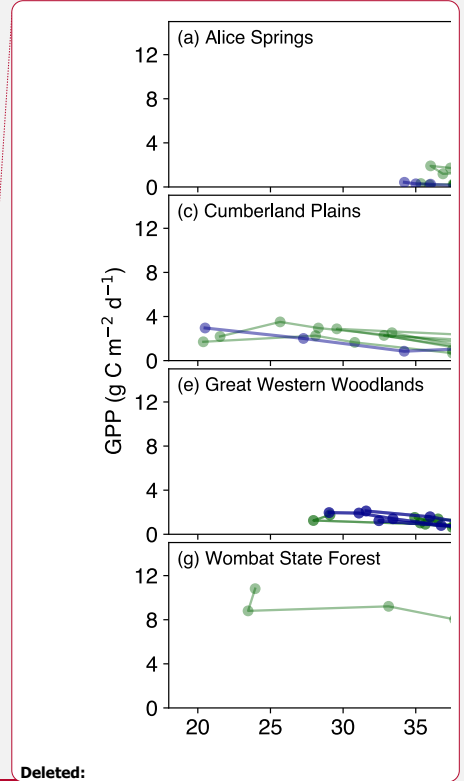 (a) Alice Springs
12
8
4
0
(c) Cumberland Plains
12
8
4
0
GPP (g C m⁻² d⁻¹)
(e) Great Western Woodlands
12
8
4
0
(g) Wombat State Forest
12
8
4
0
20 25 30 35
Deleted: